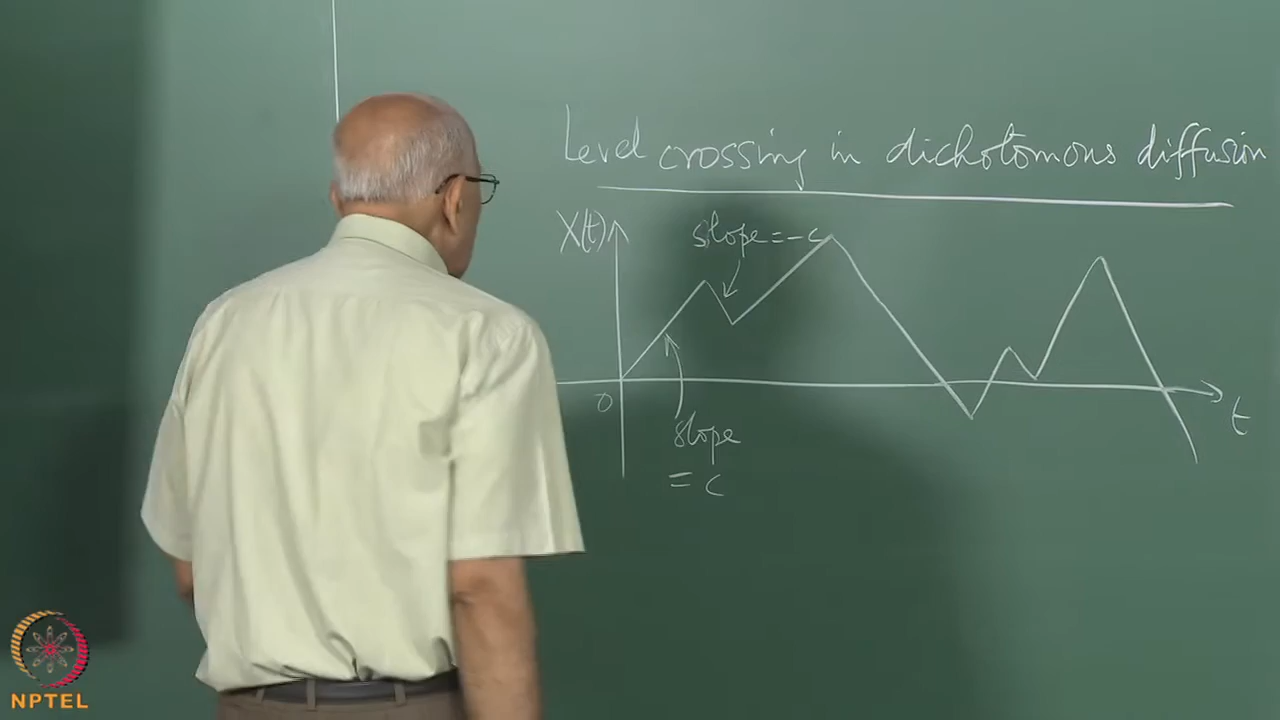 Level crossing in dichotomous diffusion
X(t)
slope = -c
0
slope
= c
t
NPTEL